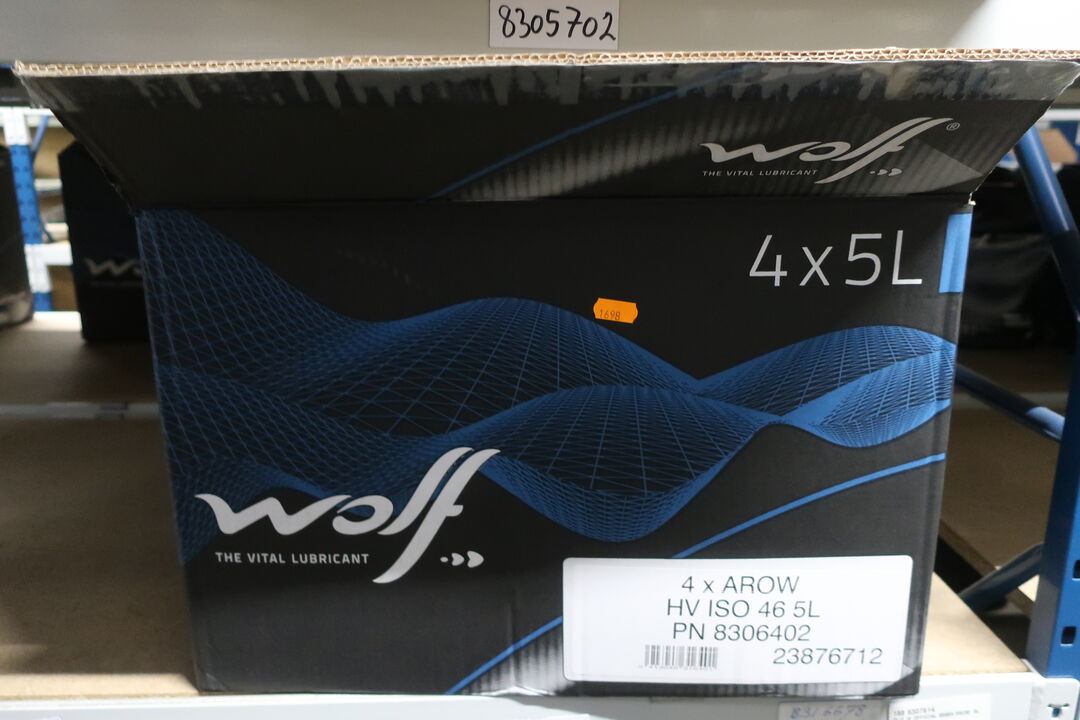 8305702
wolf®
THE VITAL LUBRICANT
4x5L
1698
wolf
THE VITAL LUBRICANT
4 x AROW
HV ISO 46 5L
PN 8306402
23876712
8316678